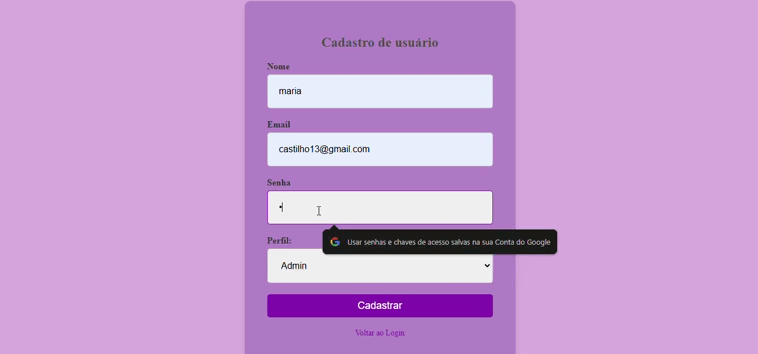 Cadastro de usuário
Nome
maria
Email
castilho13@gmail.com
Senha
•
Usar senhas e chaves de acesso salvas na sua Conta do Google
Perfil:
Admin
Cadastrar
Voltar ao Login